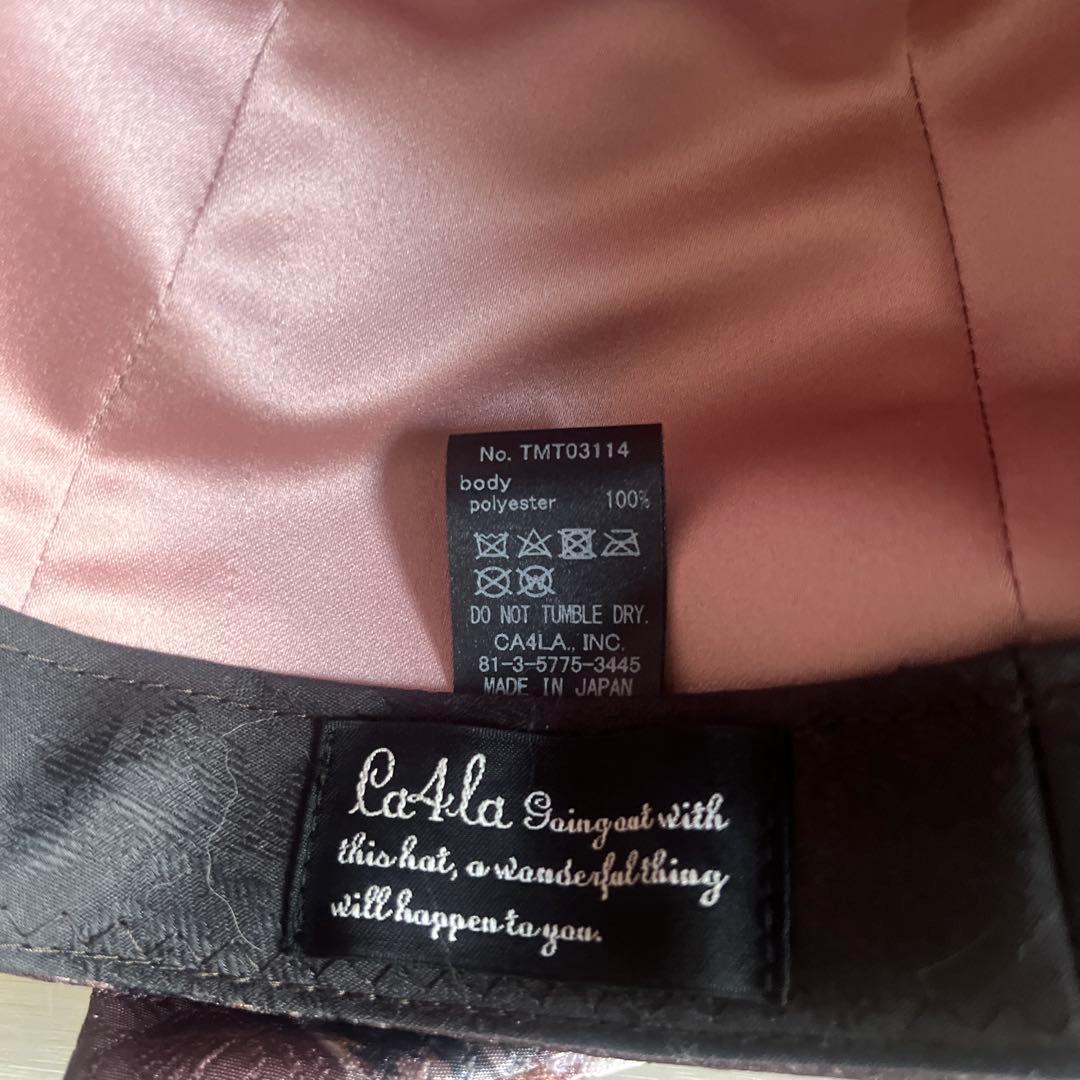 No. TMT03114
body
polyester 100%
DO NOT TUMBLE DRY.
CA4LA., INC.
81-3-5775-3445
MADE IN JAPAN
Ca4la Going out with
this hat, a wonderful thing
will happen to you.